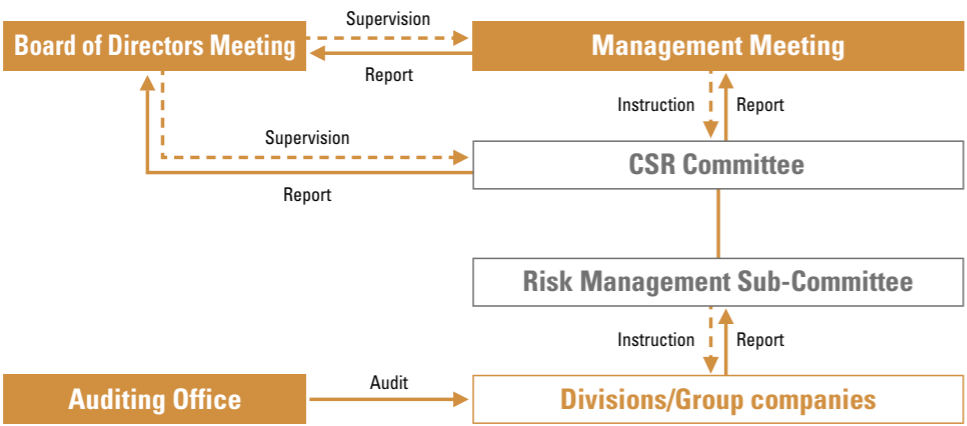 Supervision
Board of Directors Meeting
Management Meeting
Report
Instruction
Report
Supervision
CSR Committee
Report
Risk Management Sub-Committee
Instruction
Report
Audit
Auditing Office
Divisions/Group companies